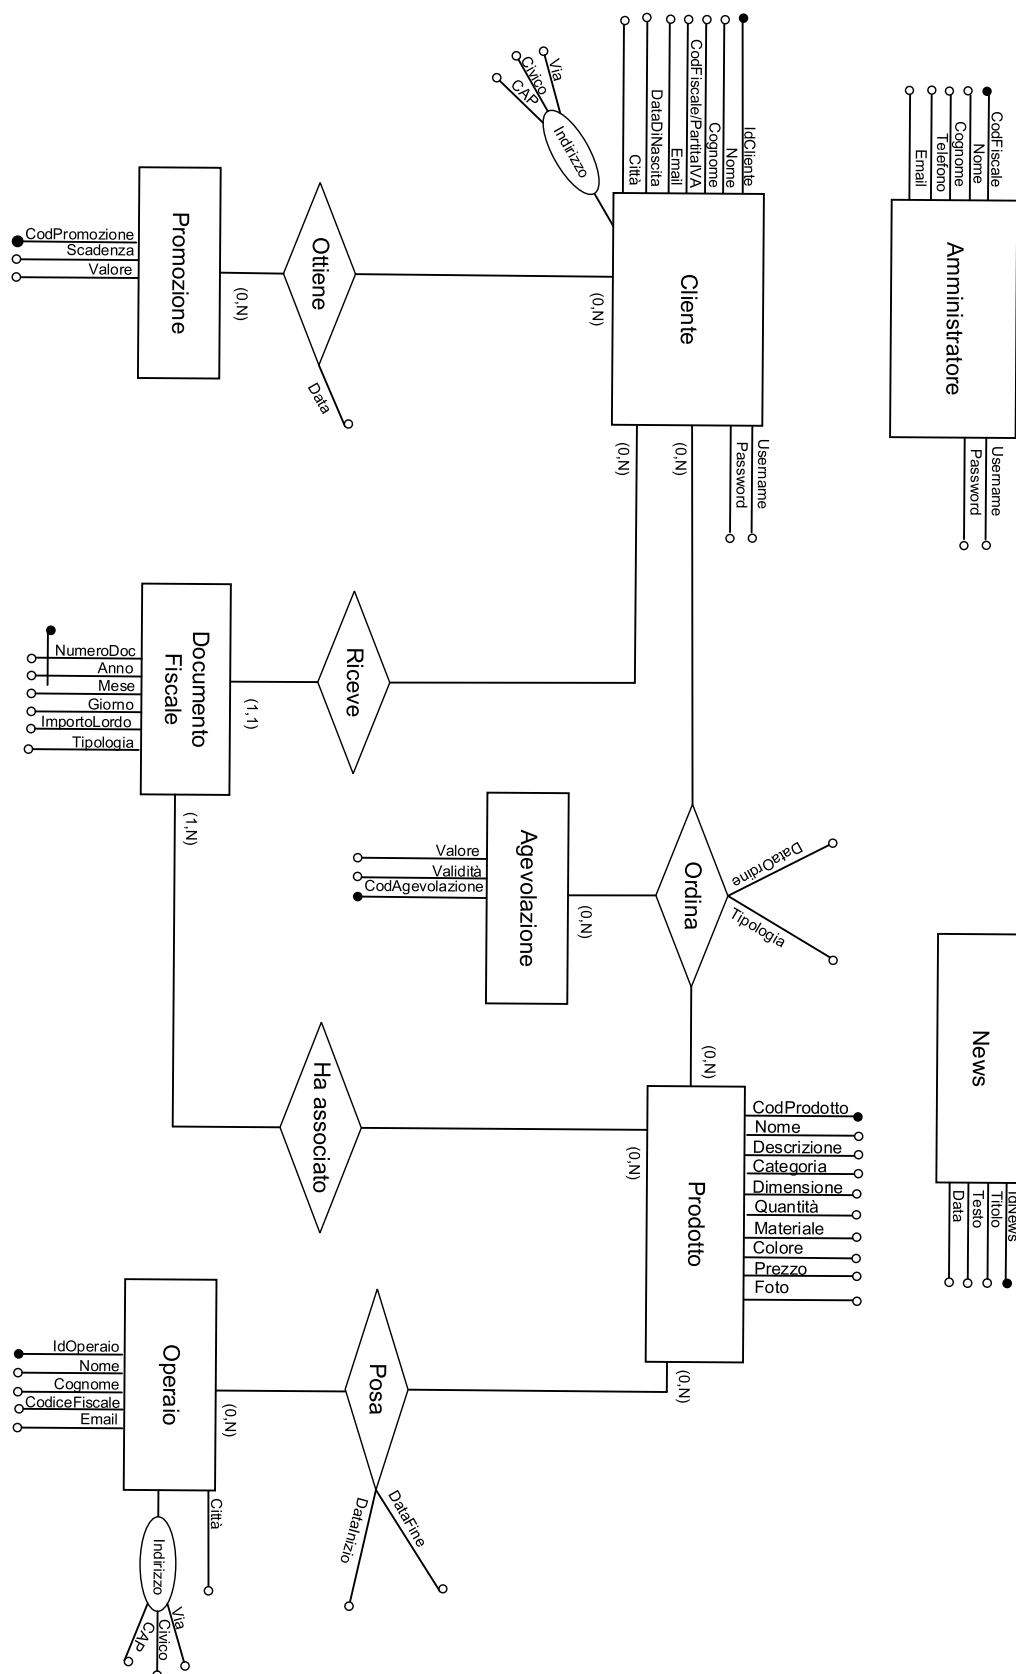 CodFiscale
Nome
Cognome
Telefono
Email
Amministratore
Username
Password
IdCliente
Nome
Cognome
CodFiscale/PartitaIVA
Email
DataDiNascita
Città
Via
Civico
CAP
Indirizzo
Cliente
Username
Password
(0,N)
(0,N)
(0,N)
Ottiene
Data
(0,N)
Promozione
CodPromozione
Scadenza
Valore
Riceve
(1,1)
Documento
Fiscale
NumeroDoc
Anno
Mese
Giorno
ImportoLordo
Tipologia
(1,N)
Ordina
DataOrdine
Tipologia
(0,N)
Agevolazione
Valore
Validità
CodAgevolazione
(0,N)
News
IdNews
Titolo
Testo
Data
Prodotto
CodProdotto
Nome
Descrizione
Categoria
Dimensione
Quantità
Materiale
Colore
Prezzo
Foto
(0,N)
Ha associato
(0,N)
Posa
DataFine
DataInizio
(0,N)
Operaio
IdOperaio
Nome
Cognome
CodiceFiscale
Email
Città
Indirizzo
Via
Civico
CAP